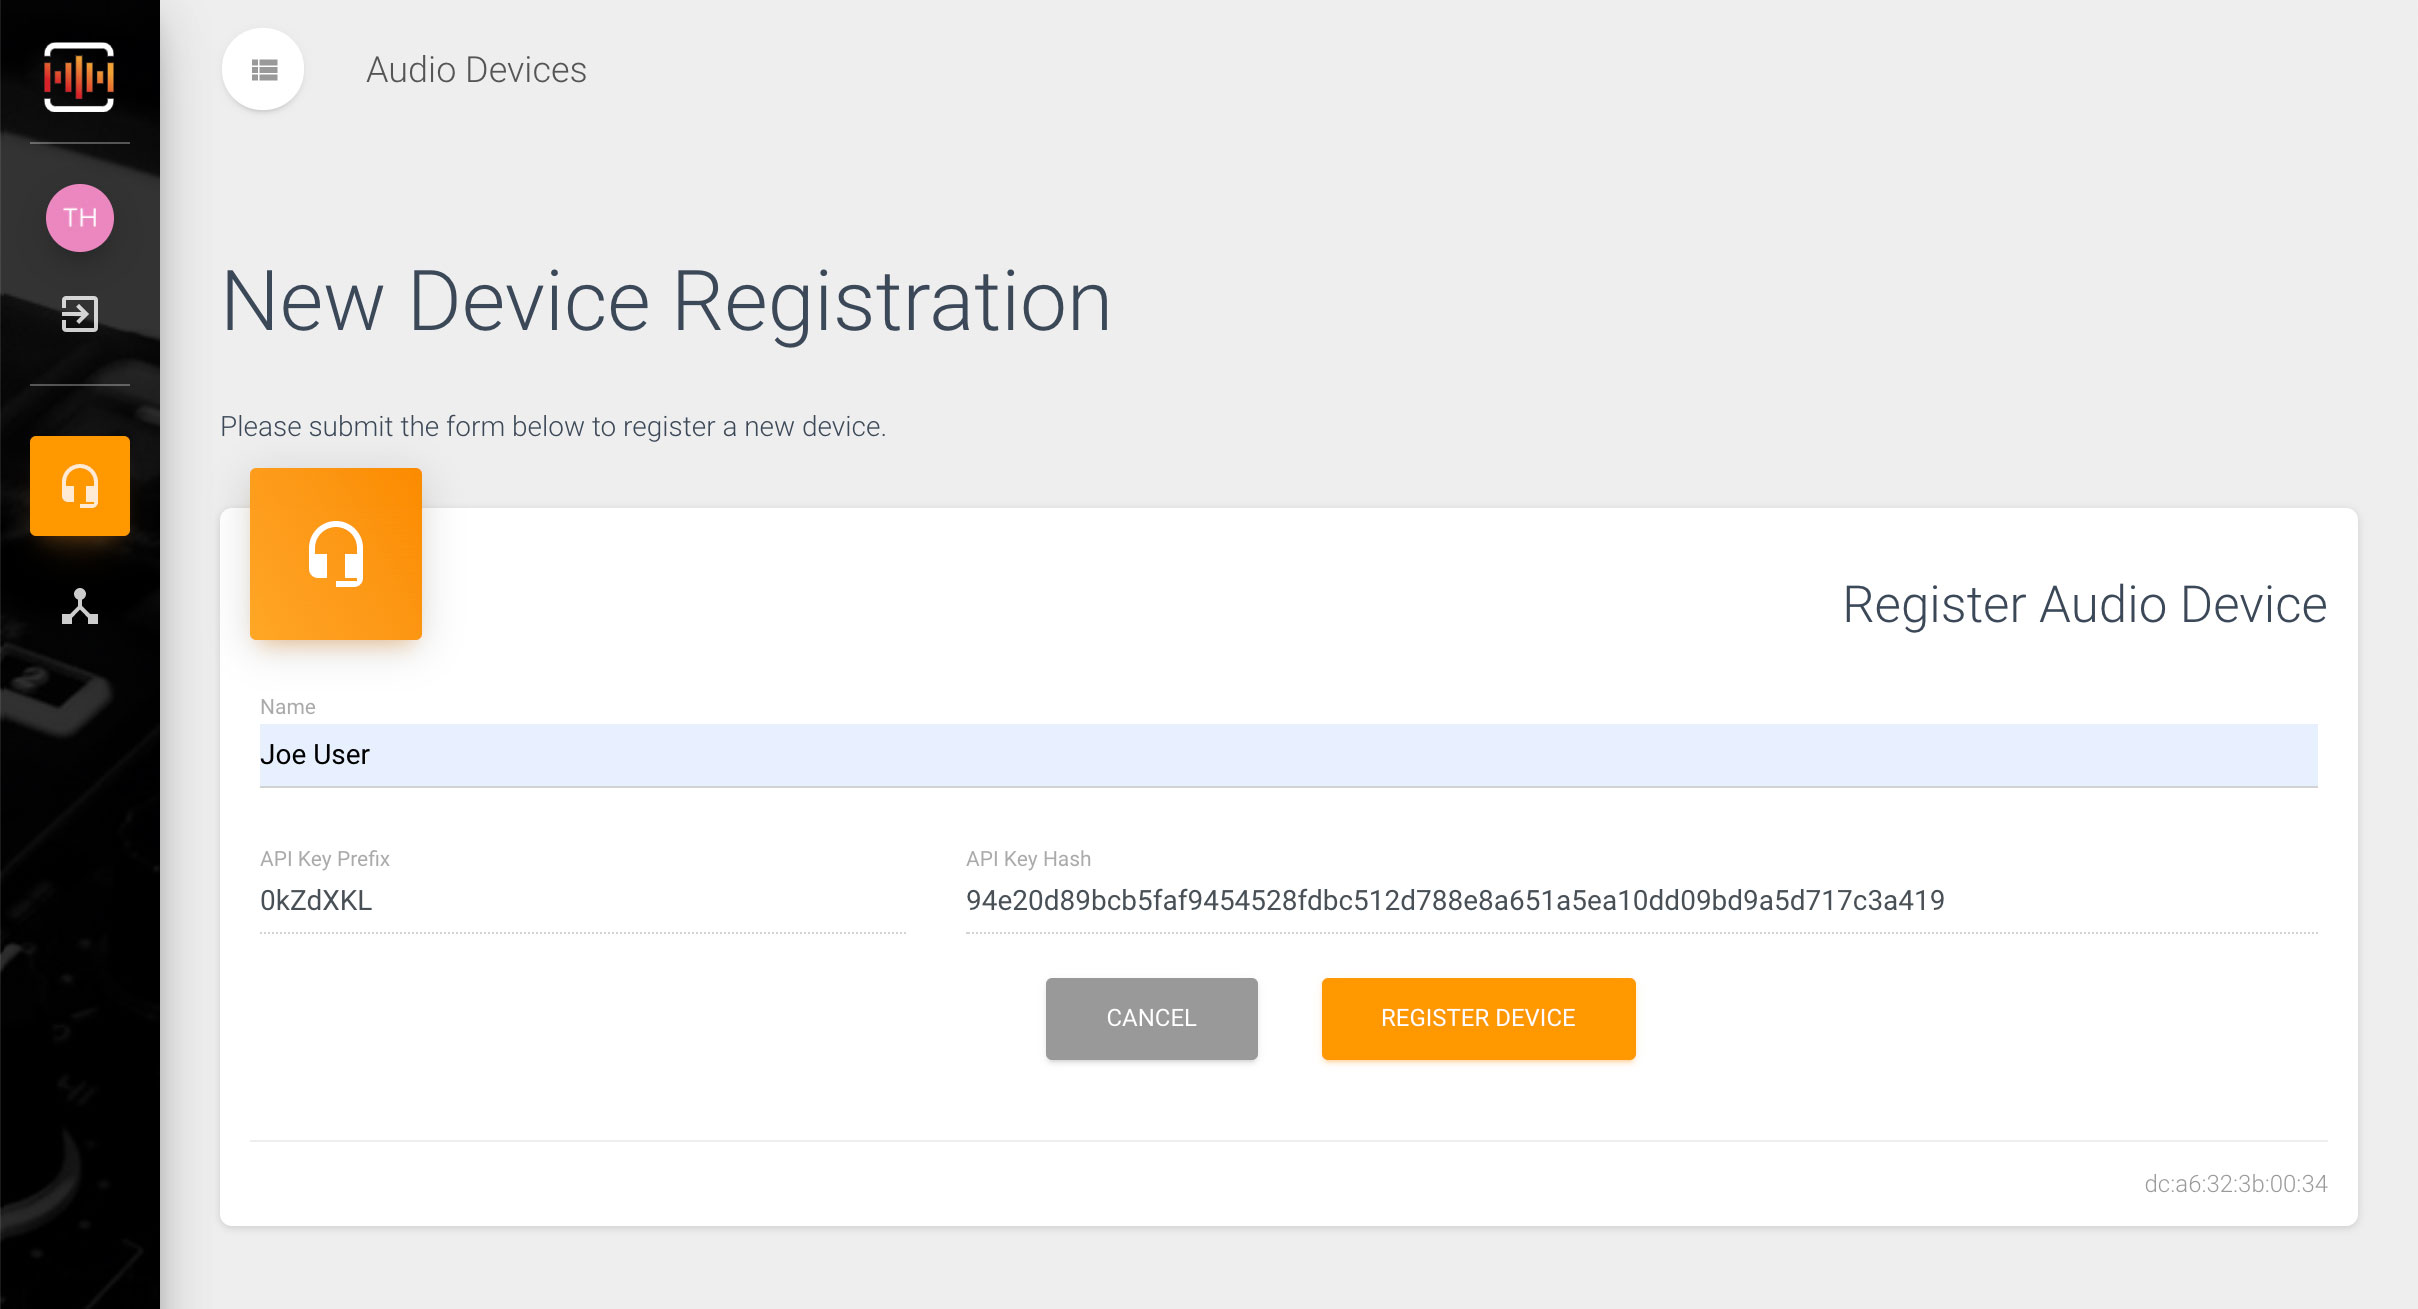 Audio Devices
TH
New Device Registration
Please submit the form below to register a new device.
Register Audio Device
Name
Joe User
API Key Prefix
0kZdXKL
API Key Hash
94e20d89bcb5faf9454528fdbc512d788e8a651a5ea10dd09bd9a5d717c3a419
CANCEL
REGISTER DEVICE
dc:a6:32:3b:00:34
2